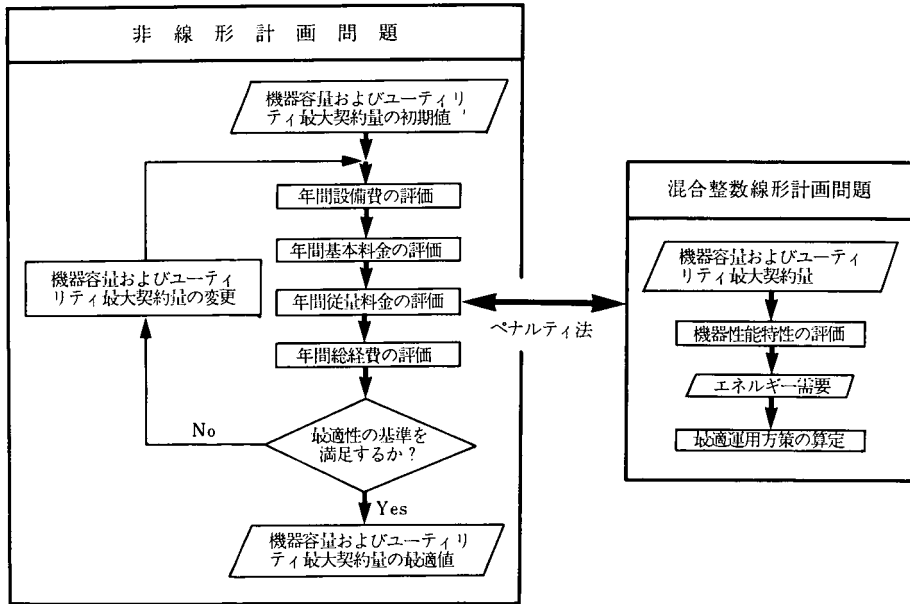 非線形計画問題
機器容量およびユーティリ
ティ最大契約量の初期値
年間設備費の評価
年間基本料金の評価
機器容量およびユーティ
リティ最大契約量の変更
年間従量料金の評価
年間総経費の評価
No
最適性の基準を
満足するか?
Yes
機器容量およびユーティリ
ティ最大契約量の最適値
ペナルティ法
混合整数線形計画問題
機器容量およびユーティ
リティ最大契約量
機器性能特性の評価
エネルギー需要
最適運用方策の算定